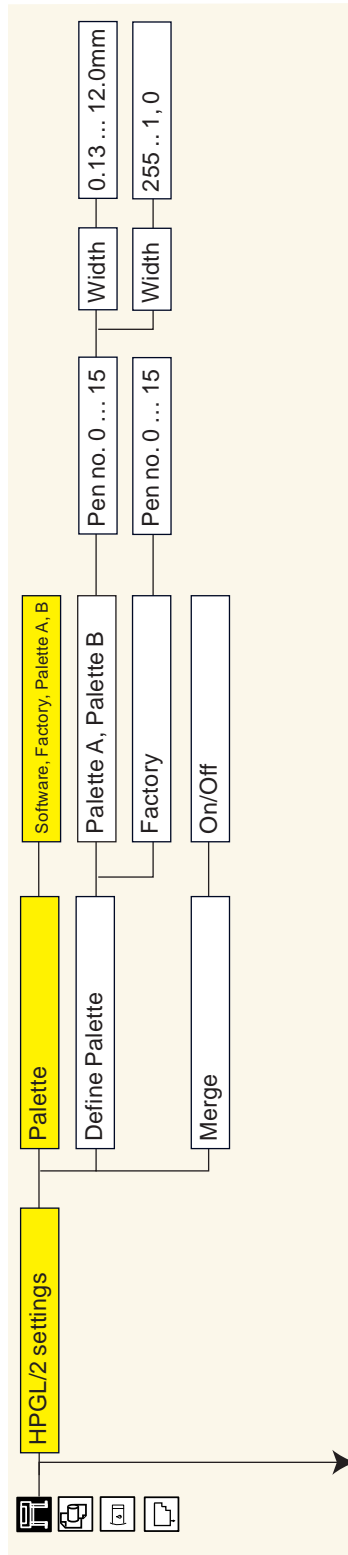 HPGL/2 settings
Palette
Software, Factory, Palette A, B
Define Palette
Palette A, Palette B
Pen no. 0 ... 15
Width
0.13 ... 12.0mm
Width
255 .. 1, 0
Factory
Pen no. 0 ... 15
Merge
On/Off